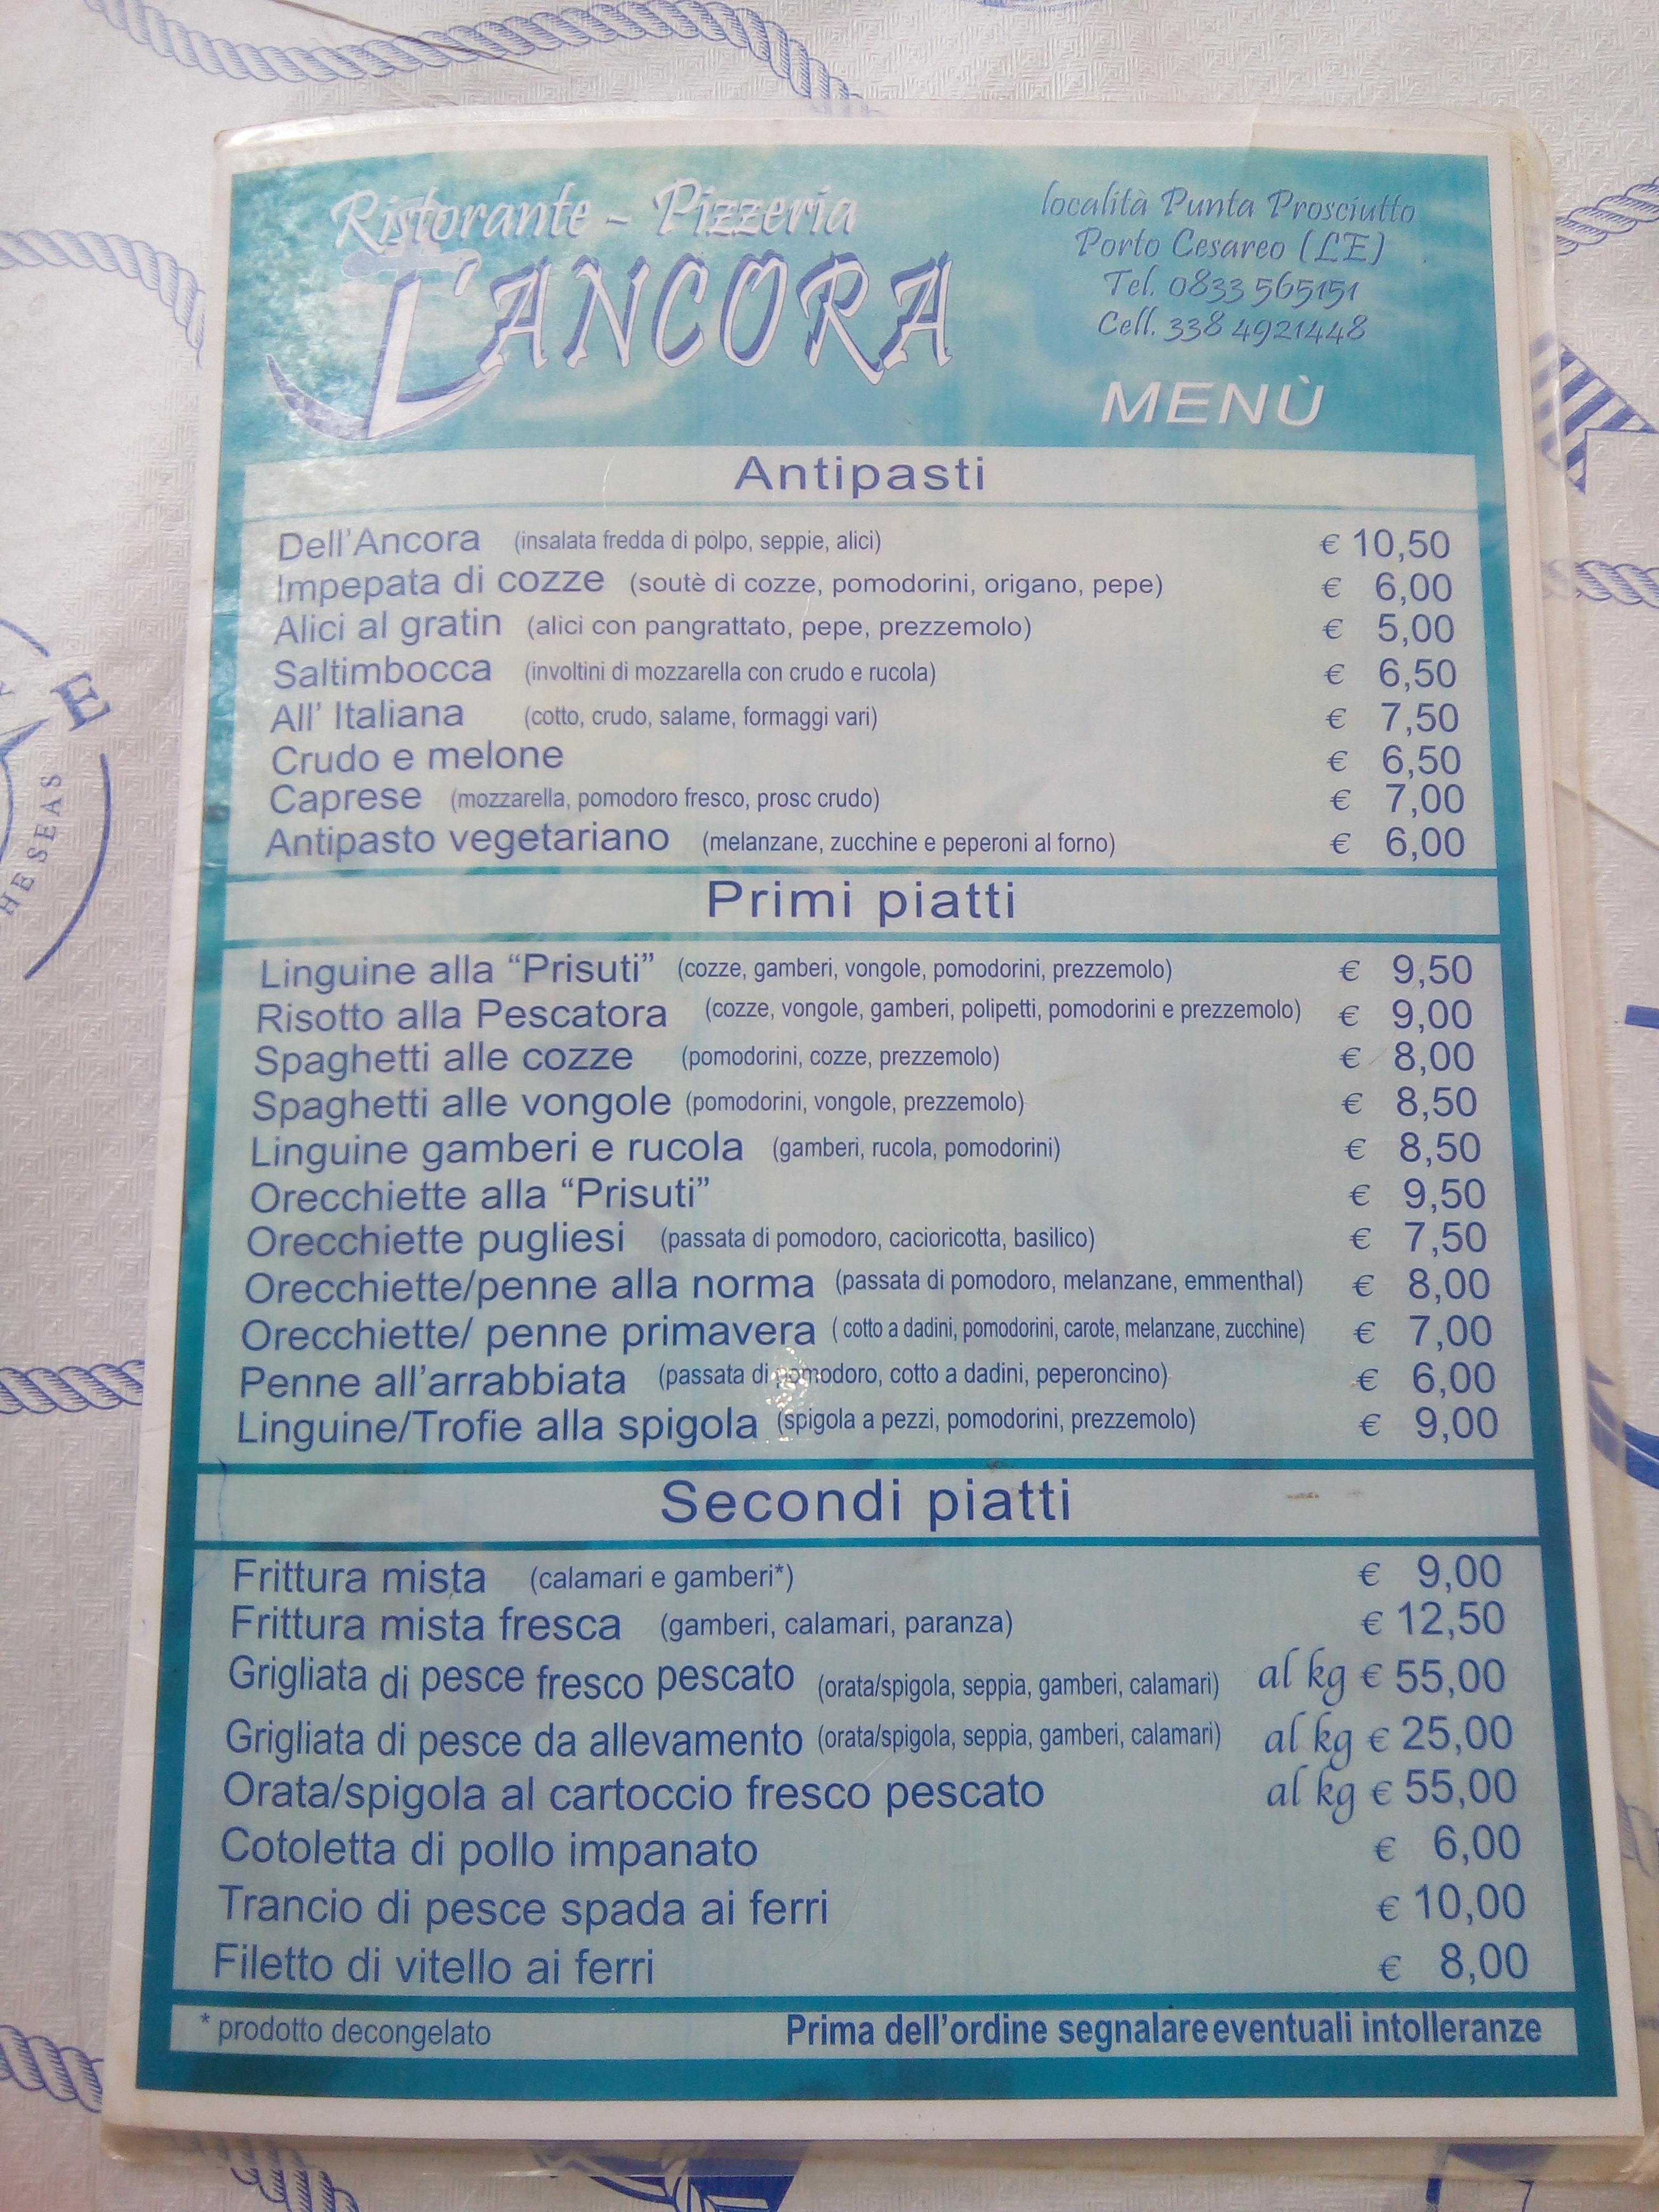 Ristorante - Pizzeria
L'ANCORA
località Punta Prosciutto
Porto Cesareo (LE)
Tel. 0833 565151
Cell. 338 4921448
MENÙ
Antipasti
Dell'Ancora (insalata fredda di polpo, seppie, alici) € 10,50
Impepata di cozze (soutè di cozze, pomodorini, origano, pepe) € 6,00
Alici al gratin (alici con pangrattato, pepe, prezzemolo) € 5,00
Saltimbocca (involtini di mozzarella con crudo e rucola) € 6,50
All' Italiana (cotto, crudo, salame, formaggi vari) € 7,50
Crudo e melone € 6,50
Caprese (mozzarella, pomodoro fresco, prosc crudo) € 7,00
Antipasto vegetariano (melanzane, zucchine e peperoni al forno) € 6,00
Primi piatti
Linguine alla “Prisuti” (cozze, gamberi, vongole, pomodorini, prezzemolo) € 9,50
Risotto alla Pescatora (cozze, vongole, gamberi, polipetti, pomodorini e prezzemolo) € 9,00
Spaghetti alle cozze (pomodorini, cozze, prezzemolo) € 8,00
Spaghetti alle vongole (pomodorini, vongole, prezzemolo) € 8,50
Linguine gamberi e rucola (gamberi, rucola, pomodorini) € 8,50
Orecchiette alla “Prisuti” € 9,50
Orecchiette pugliesi (passata di pomodoro, cacioricotta, basilico) € 7,50
Orecchiette/penne alla norma (passata di pomodoro, melanzane, emmenthal) € 8,00
Orecchiette/ penne primavera ( cotto a dadini, pomodorini, carote, melanzane, zucchine) € 7,00
Penne all'arrabbiata (passata di pomodoro, cotto a dadini, peperoncino) € 6,00
Linguine/Trofie alla spigola (spigola a pezzi, pomodorini, prezzemolo) € 9,00
Secondi piatti
Frittura mista (calamari e gamberi*) € 9,00
Frittura mista fresca (gamberi, calamari, paranza) € 12,50
Grigliata di pesce fresco pescato (orata/spigola, seppia, gamberi, calamari) al kg € 55,00
Grigliata di pesce da allevamento (orata/spigola, seppia, gamberi, calamari) al kg € 25,00
Orata/spigola al cartoccio fresco pescato al kg € 55,00
Cotoletta di pollo impanato € 6,00
Trancio di pesce spada ai ferri € 10,00
Filetto di vitello ai ferri € 8,00
* prodotto decongelato
Prima dell'ordine segnalare eventuali intolleranze
E
HESEAS